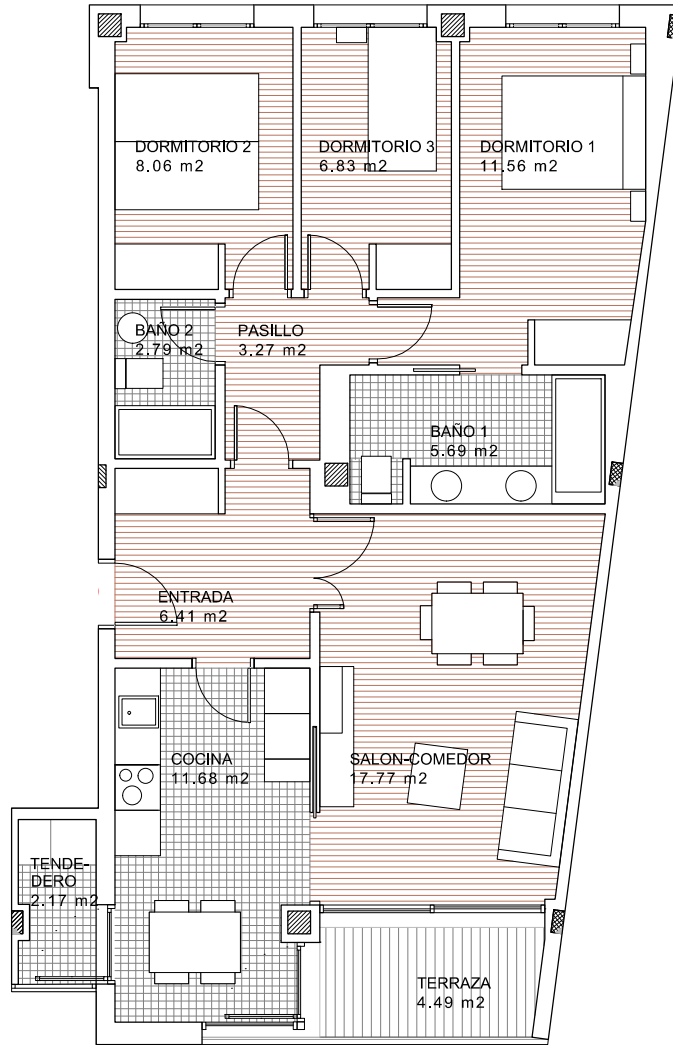 DORMITORIO 2
8.06 m2
DORMITORIO 3
6.83 m2
DORMITORIO 1
11.56 m2
BAÑO 2
2.79 m2
PASILLO
3.27 m2
BAÑO 1
5.69 m2
ENTRADA
6.41 m2
COCINA
11.68 m2
SALON-COMEDOR
17.77 m2
TENDE-
DERO
2.17 m2
TERRAZA
4.49 m2